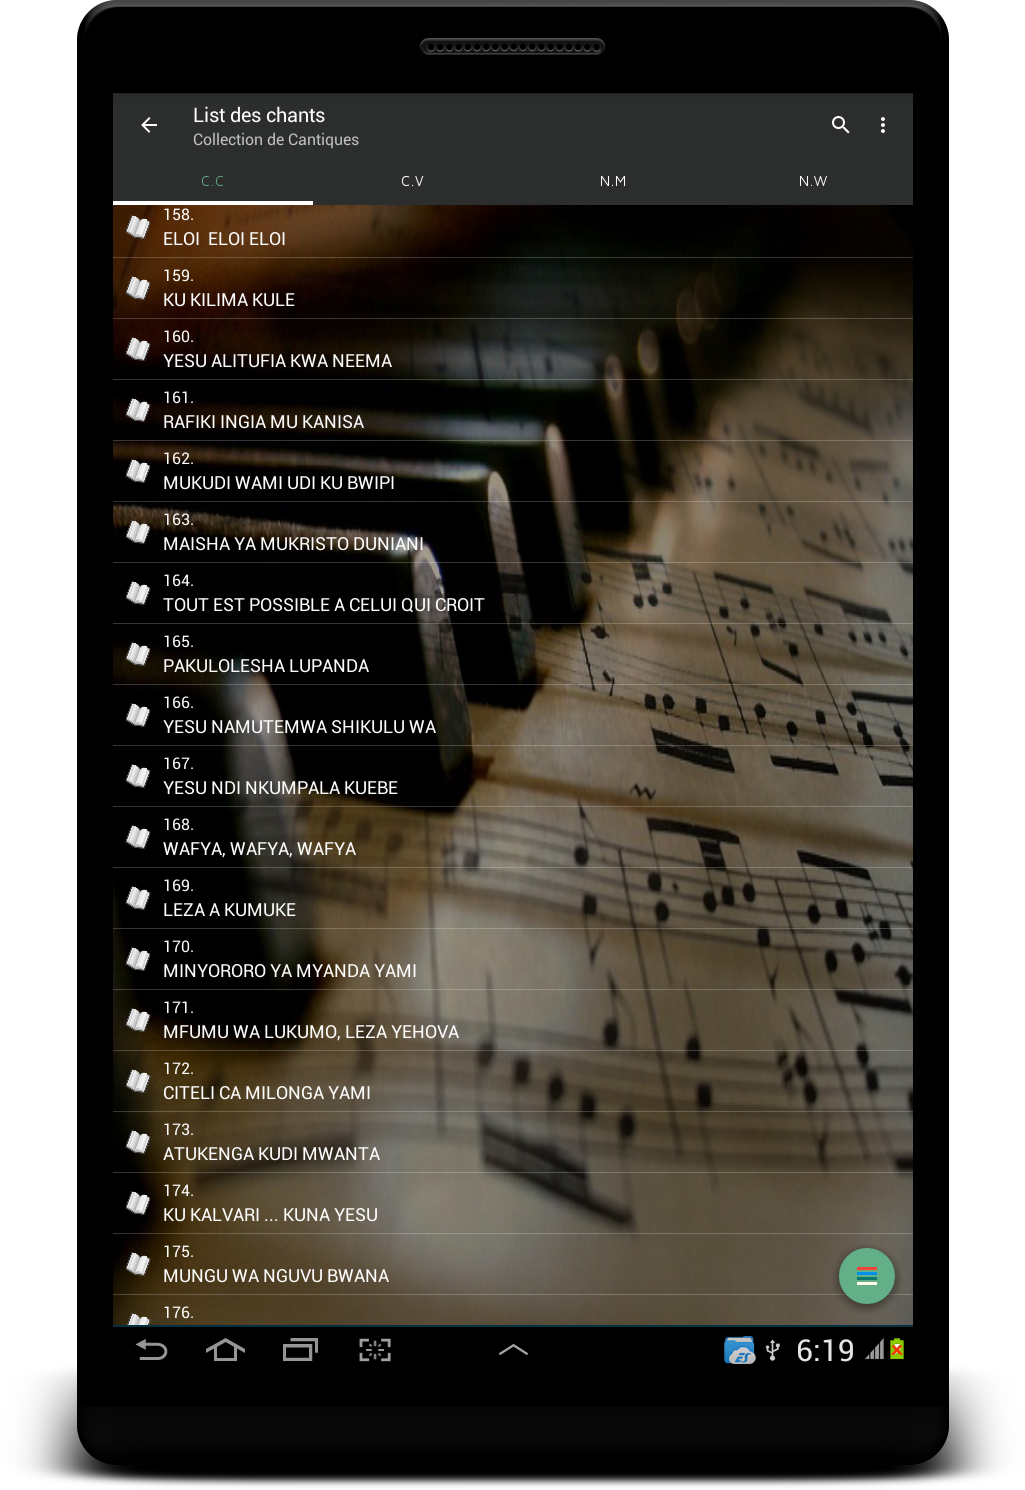 List des chants
Collection de Cantiques
C.C
C.V
N.M
N.W
158.
ELOI  ELOI ELOI
159.
KU KILIMA KULE
160.
YESU ALITUFIA KWA NEEMA
161.
RAFIKI INGIA MU KANISA
162.
MUKUDI WAMI UDI KU BWIPI
163.
MAISHA YA MUKRISTO DUNIANI
164.
TOUT EST POSSIBLE A CELUI QUI CROIT
165.
PAKULOLESHA LUPANDA
166.
YESU NAMUTEMWA SHIKULU WA
167.
YESU NDI NKUMPALA KUEBE
168.
WAFYA, WAFYA, WAFYA
169.
LEZA A KUMUKE
170.
MINYORORO YA MYANDA YAMI
171.
MFUMU WA LUKUMO, LEZA YEHOVA
172.
CITELI CA MILONGA YAMI
173.
ATUKENGA KUDI MWANTA
174.
KU KALVARI ... KUNA YESU
175.
MUNGU WA NGUVU BWANA
176.
ES
6:19